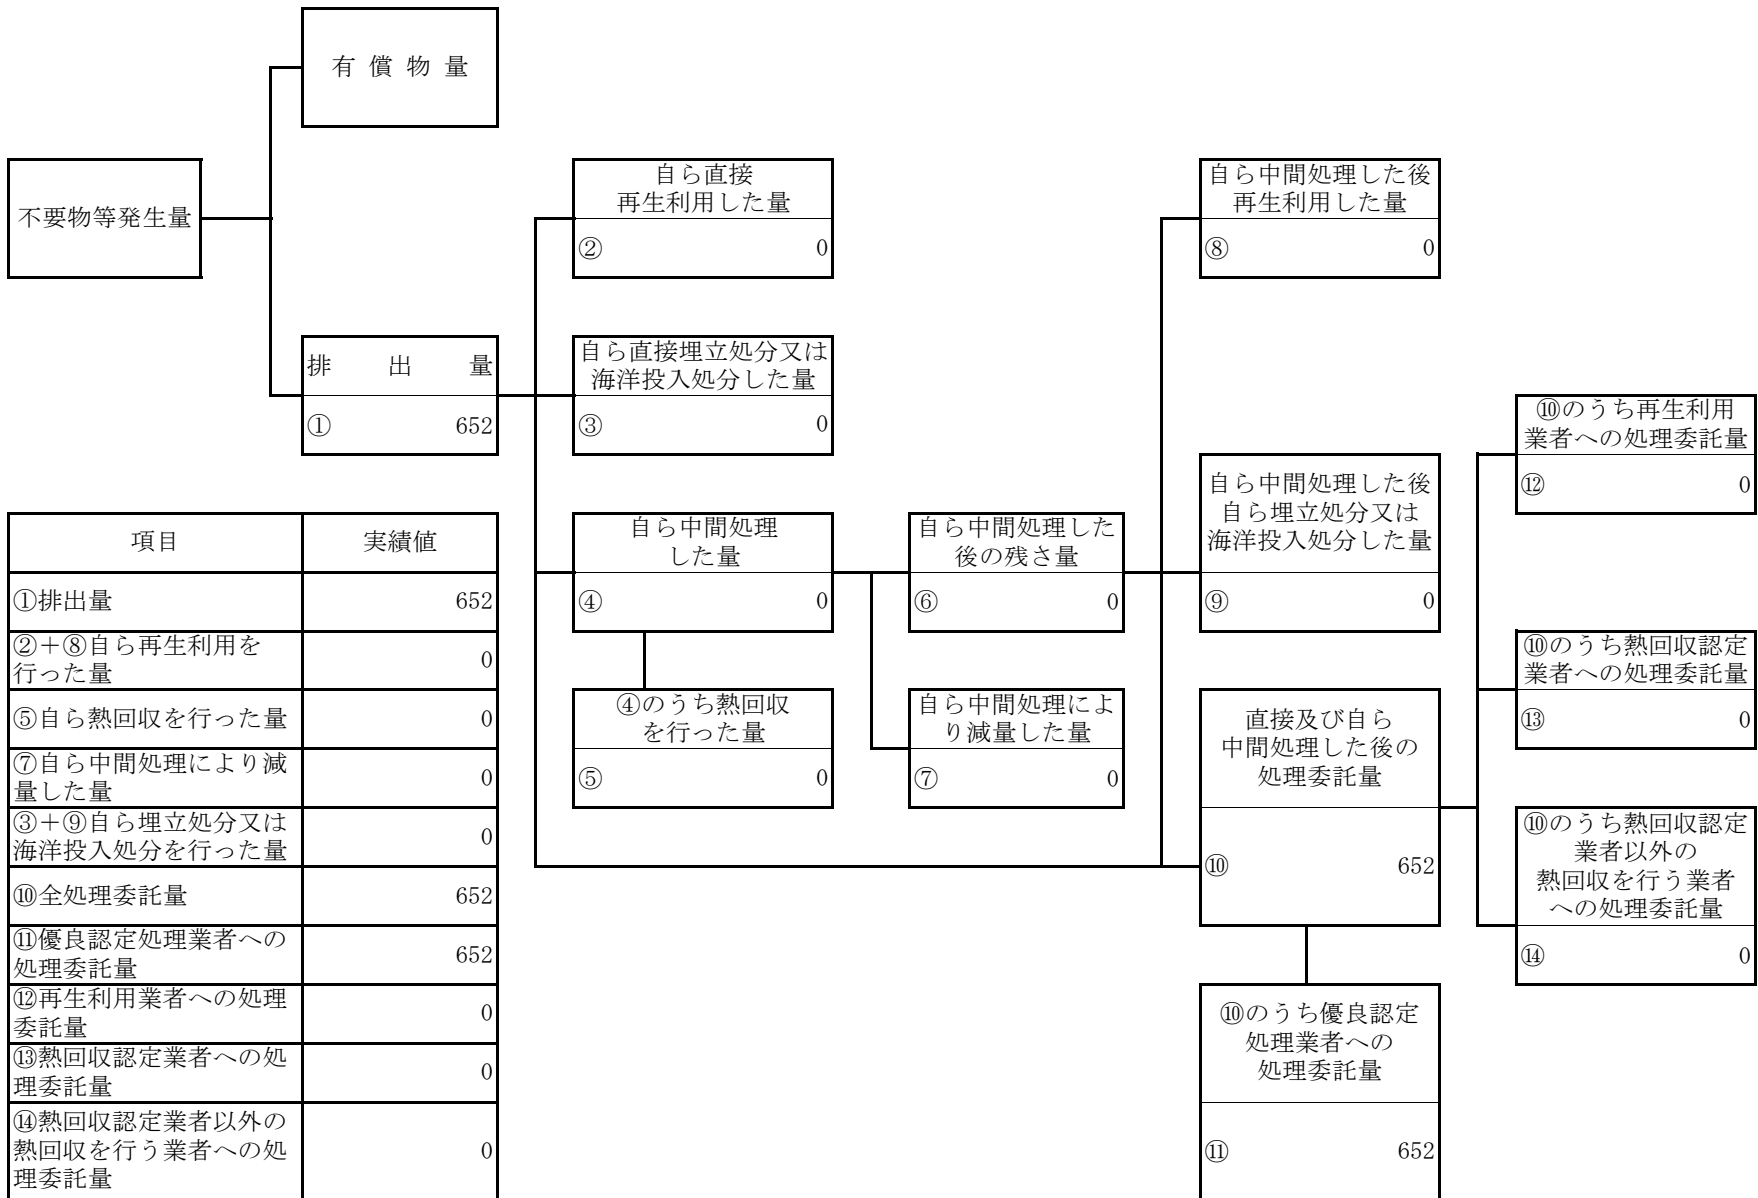 有償物量
不要物等発生量
排出量
① 652
自ら直接
再生利用した量
② 0
自ら直接埋立処分又は
海洋投入処分した量
③ 0
自ら中間処理
した量
④ 0
④のうち熱回収
を行った量
⑤ 0
自ら中間処理した
後の残さ量
⑥ 0
自ら中間処理によ
り減量した量
⑦ 0
自ら中間処理した後
再生利用した量
⑧ 0
自ら中間処理した後
自ら埋立処分又は
海洋投入処分した量
⑨ 0
直接及び自ら
中間処理した後の
処理委託量
⑩ 652
⑩のうち優良認定
処理業者への
処理委託量
⑪ 652
⑩のうち再生利用
業者への処理委託量
⑫ 0
⑩のうち熱回収認定
業者への処理委託量
⑬ 0
⑩のうち熱回収認定
業者以外の
熱回収を行う業者
への処理委託量
⑭ 0
項目 実績値
①排出量 652
②+⑧自ら再生利用を
行った量 0
⑤自ら熱回収を行った量 0
⑦自ら中間処理により減
量した量 0
③+⑨自ら埋立処分又は
海洋投入処分を行った量 0
⑩全処理委託量 652
⑪優良認定処理業者への
処理委託量 652
⑫再生利用業者への処理
委託量 0
⑬熱回収認定業者への処
理委託量 0
⑭熱回収認定業者以外の
熱回収を行う業者への処
理委託量 0